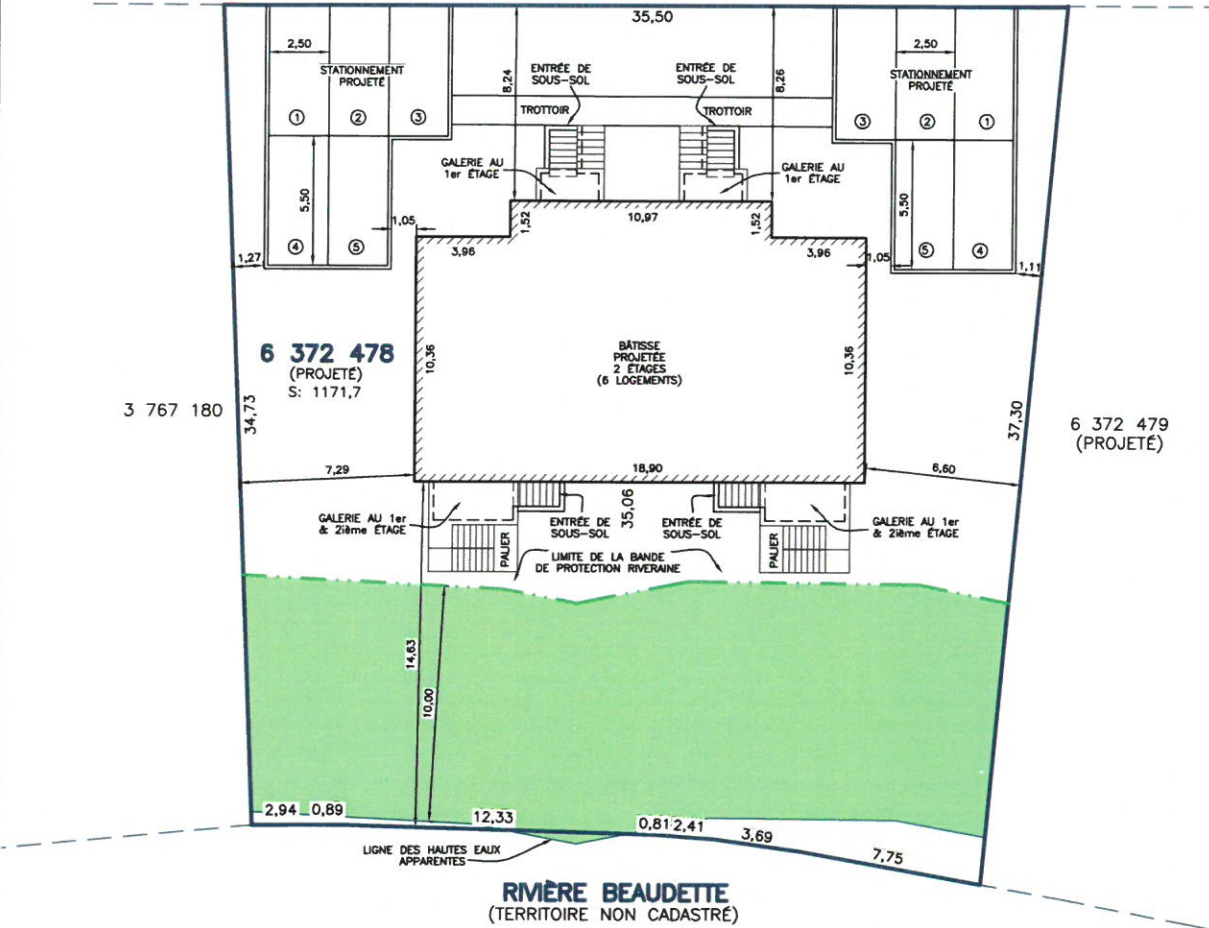 35,50
2,50
STATIONNEMENT
PROJETÉ
① ② ③
8,24
ENTRÉE DE
SOUS-SOL
ENTRÉE DE
SOUS-SOL
8,26
2,50
STATIONNEMENT
PROJETÉ
③ ② ①
TROTTOIR
TROTTOIR
GALERIE AU
1er ÉTAGE
GALERIE AU
1er ÉTAGE
5,50
④ ⑤
1,05
1,27
1,52
10,97
1,52
3,96
3,96
5,50
⑤ ④
1,05
1,11
6 372 478
(PROJETÉ)
S: 1171,7
10,36
BÂTISSE
PROJETÉE
2 ÉTAGES
(6 LOGEMENTS)
10,36
3 767 180
34,73
37,30
6 372 479
(PROJETÉ)
7,29
18,90
6,60
35,06
GALERIE AU 1er
& 2ième ÉTAGE
PALIER
ENTRÉE DE
SOUS-SOL
ENTRÉE DE
SOUS-SOL
PALIER
GALERIE AU 1er
& 2ième ÉTAGE
LIMITE DE LA BANDE
DE PROTECTION RIVERAINE
14,63
10,00
2,94 0,89 12,33 0,81 2,41 3,69 7,75
LIGNE DES HAUTES EAUX
APPARENTES
RIVIÈRE BEAUDETTE
(TERRITOIRE NON CADASTRÉ)